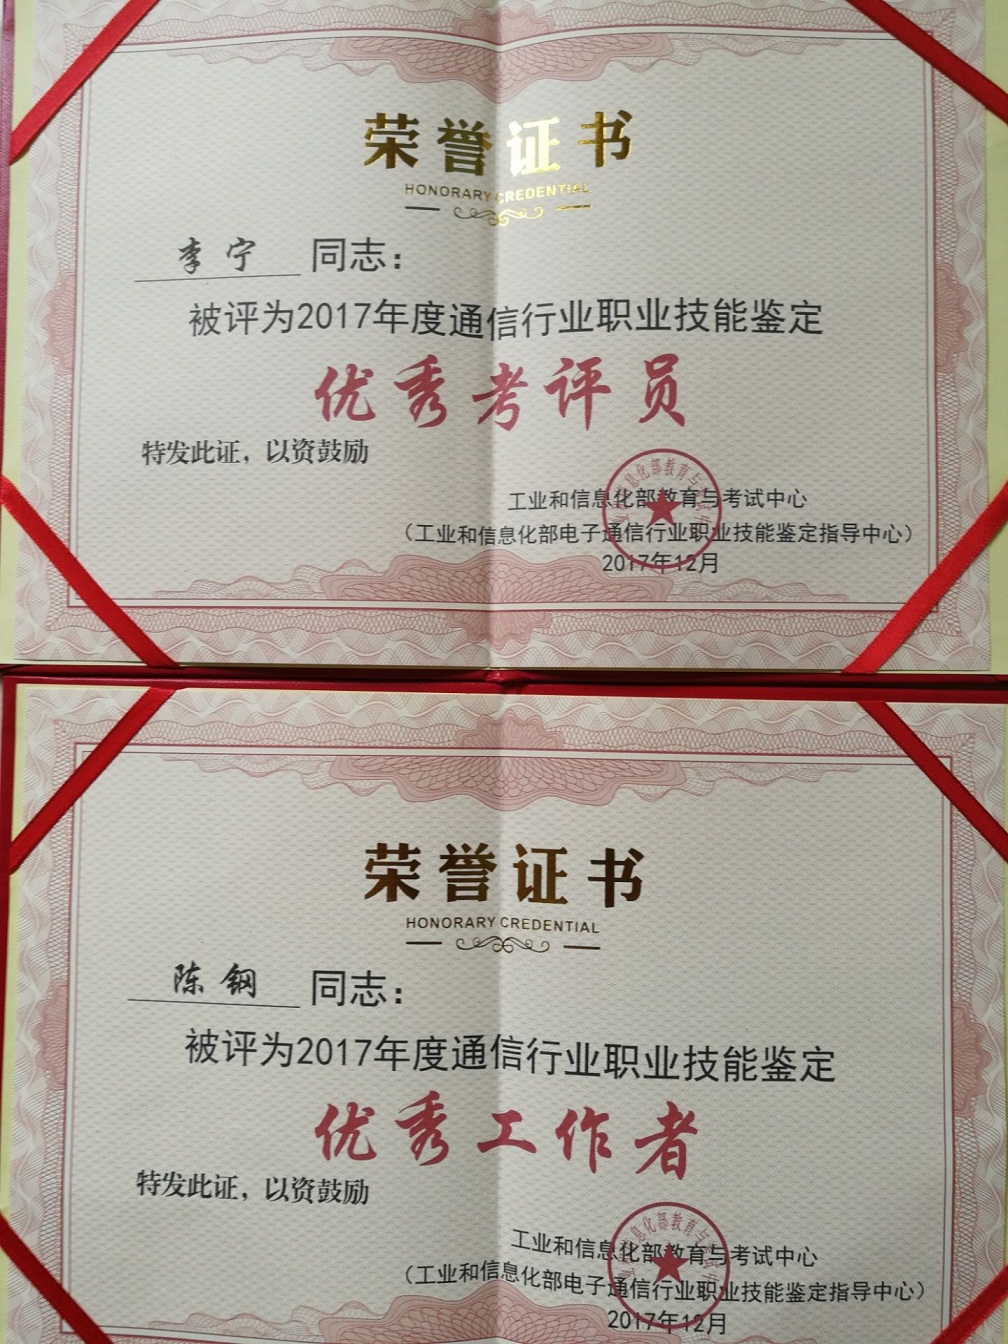 荣誉证书
HONORARY CREDENTIAL
李宁 同志：
被评为2017年度通信行业职业技能鉴定
优秀考评员
特发此证，以资鼓励
工业和信息化部教育与考试中心
（工业和信息化部电子通信行业职业技能鉴定指导中心）
2017年12月
荣誉证书
HONORARY CREDENTIAL
陈钢 同志：
被评为2017年度通信行业职业技能鉴定
优秀工作者
特发此证，以资鼓励
工业和信息化部教育与考试中心
（工业和信息化部电子通信行业职业技能鉴定指导中心）
2017年12月